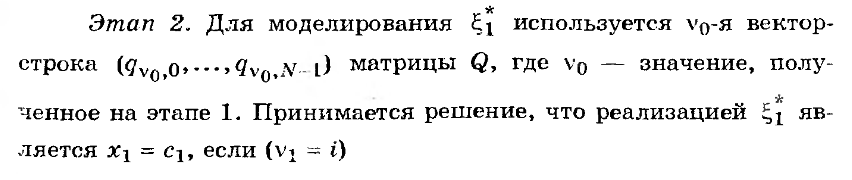 Этап 2. Для моделирования ξ₁* используется ν₀-я вектор-
строка (q_{ν₀,0},...,q_{ν₀,N-1}) матрицы Q, где ν₀ — значение, полу-
ченное на этапе 1. Принимается решение, что реализацией ξ₁* яв-
ляется x₁ = c₁, если (ν₁ = i)